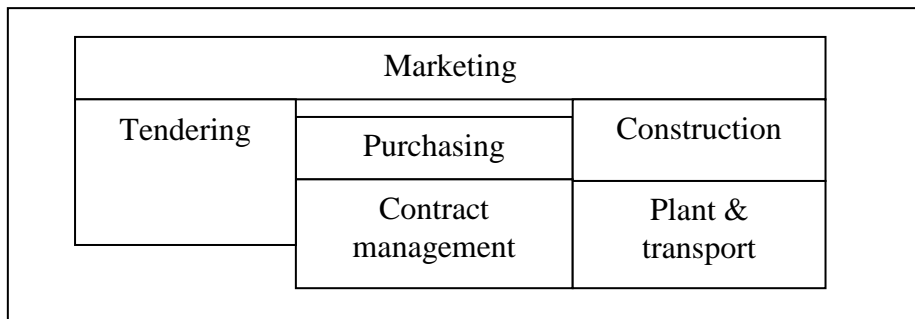 Marketing
Tendering
Purchasing
Construction
Contract
management
Plant &
transport